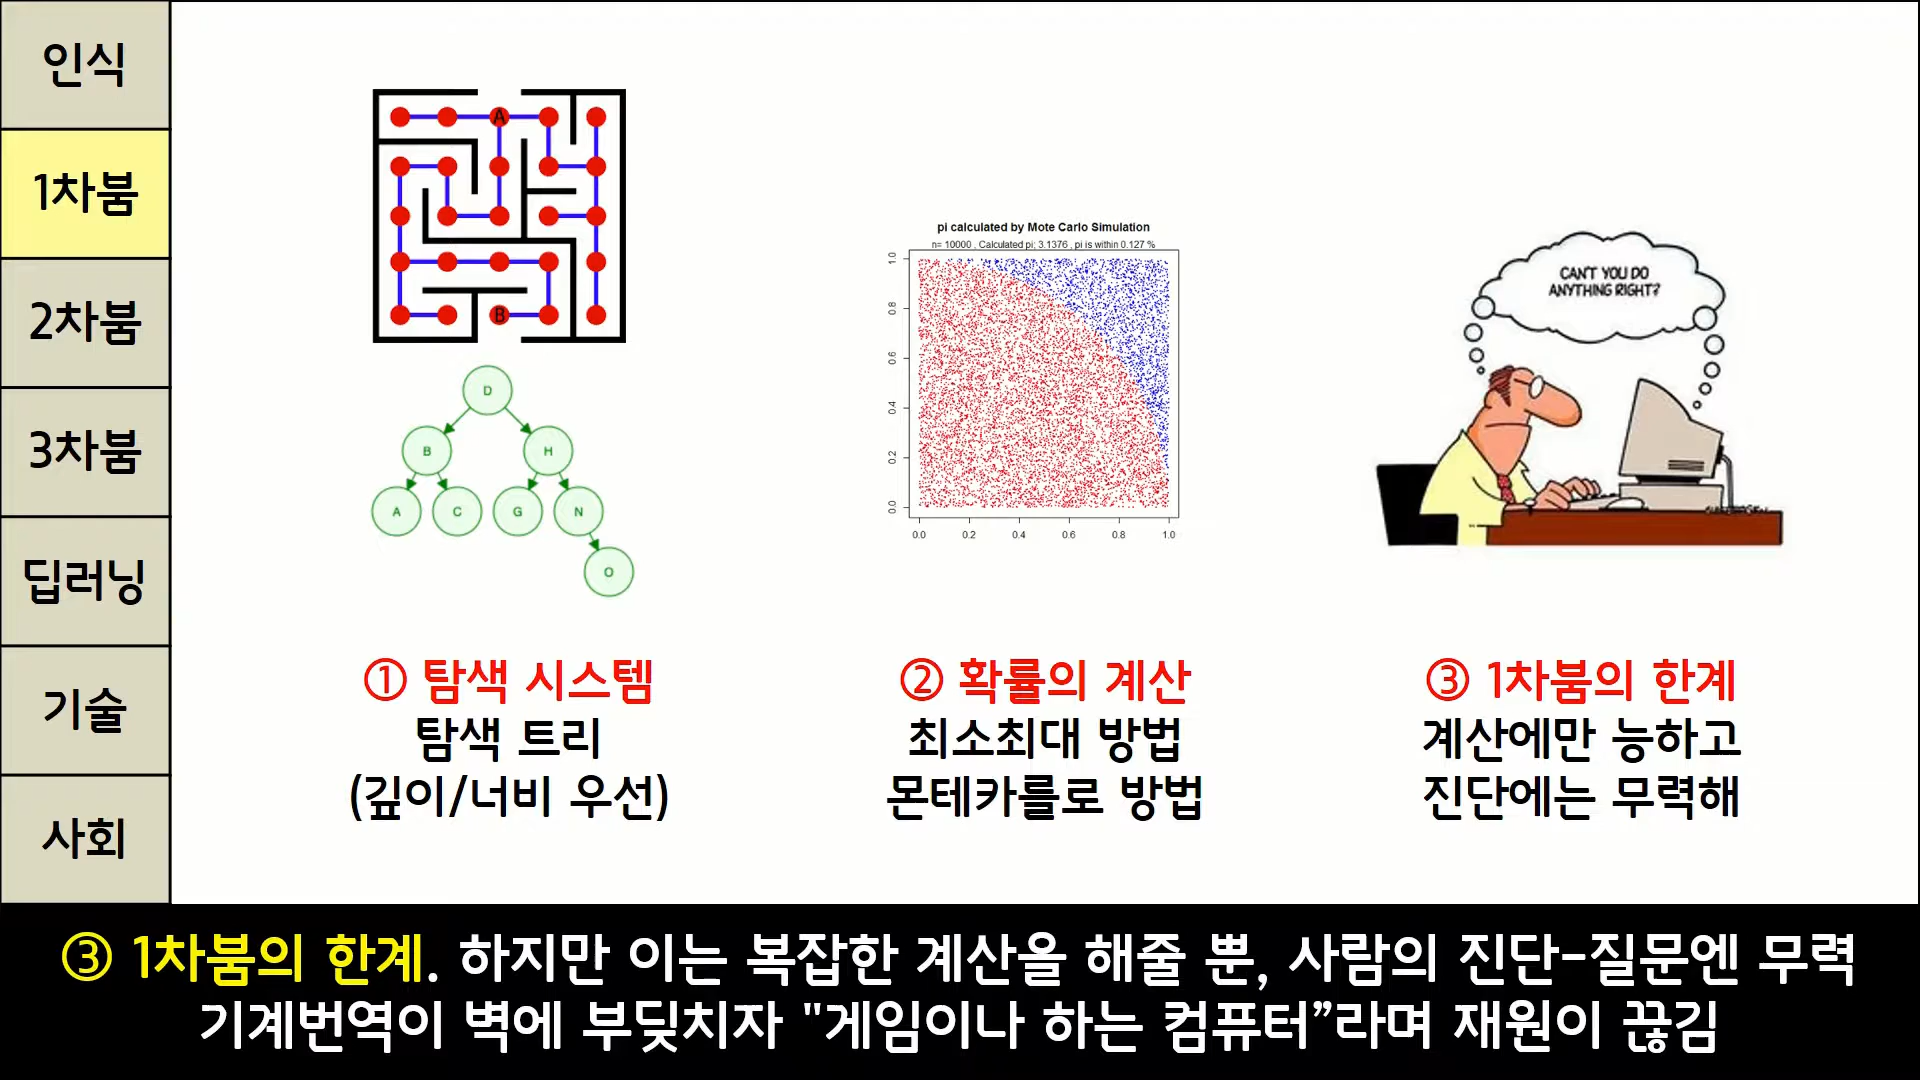 인식
1차붐
2차붐
3차붐
딥러닝
기술
사회
A
B
D
B
H
A
C
G
N
O
① 탐색 시스템
탐색 트리
(깊이/너비 우선)
pi calculated by Mote Carlo Simulation
n= 10000 , Calculated pi: 3.1376 , pi is within 0.127 %
1.0
0.8
0.6
0.4
0.2
0.0
0.0 0.2 0.4 0.6 0.8 1.0
② 확률의 계산
최소최대 방법
몬테카를로 방법
CAN'T YOU DO
ANYTHING RIGHT?
③ 1차붐의 한계
계산에만 능하고
진단에는 무력해
③ 1차붐의 한계. 하지만 이는 복잡한 계산을 해줄 뿐, 사람의 진단-질문엔 무력
기계번역이 벽에 부딪치자 "게임이나 하는 컴퓨터”라며 재원이 끊김